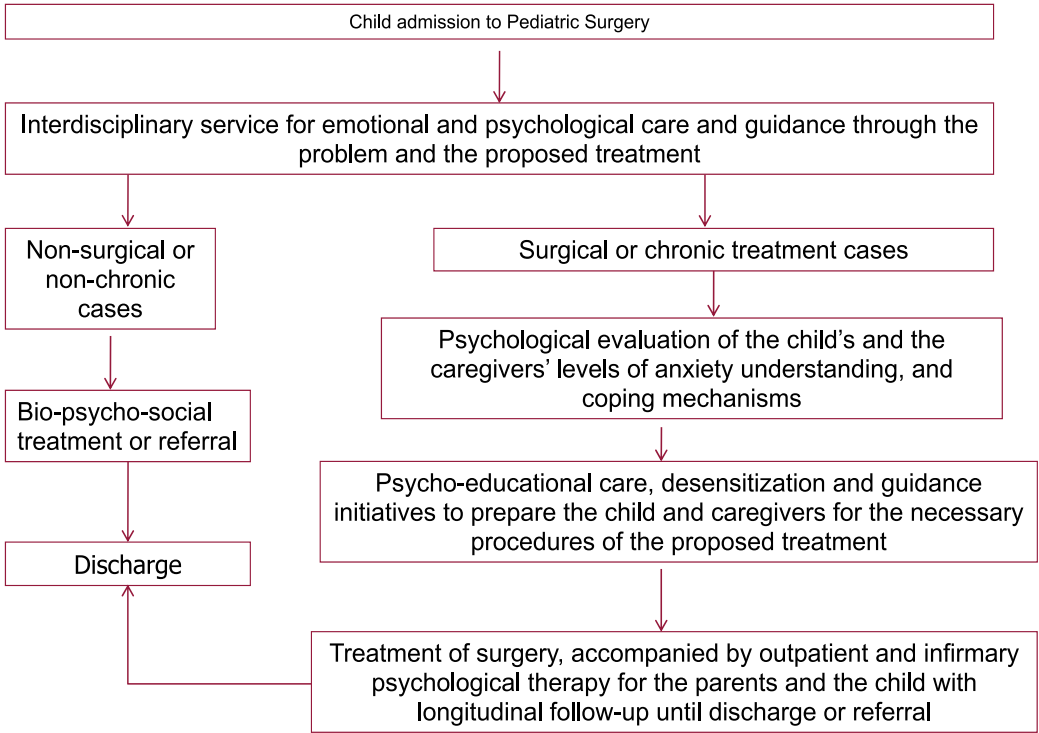 Child admission to Pediatric Surgery
Interdisciplinary service for emotional and psychological care and guidance through the
problem and the proposed treatment
Non-surgical or
non-chronic
cases
Surgical or chronic treatment cases
Psychological evaluation of the child's and the
caregivers' levels of anxiety understanding, and
coping mechanisms
Bio-psycho-social
treatment or referral
Psycho-educational care, desensitization and guidance
initiatives to prepare the child and caregivers for the necessary
procedures of the proposed treatment
Discharge
Treatment of surgery, accompanied by outpatient and infirmary
psychological therapy for the parents and the child with
longitudinal follow-up until discharge or referral